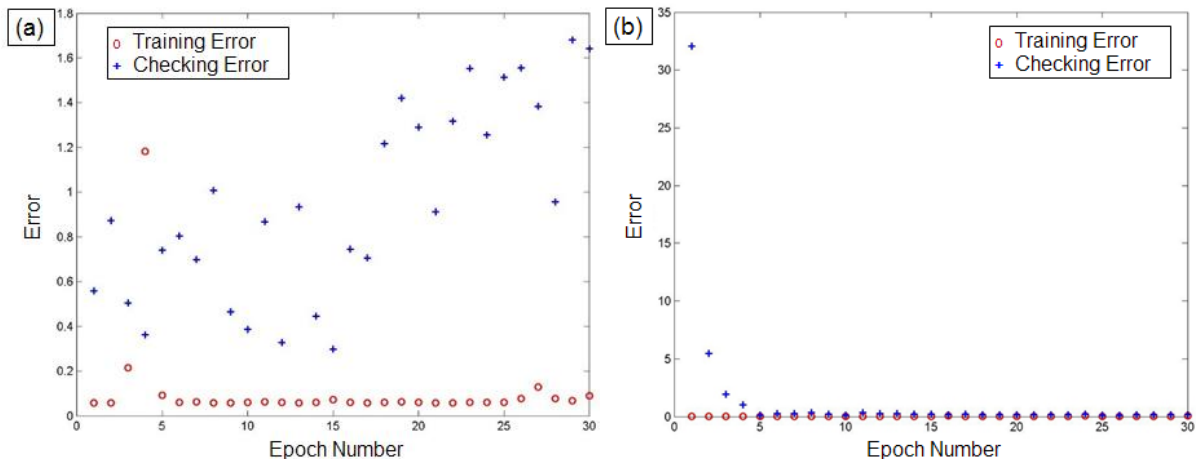 (a)
Training Error
Checking Error
1.8
1.6
1.4
1.2
1
0.8
0.6
0.4
0.2
0
Error
0 5 10 15 20 25 30
Epoch Number
(b)
Training Error
Checking Error
35
30
25
20
15
10
5
0
Error
0 5 10 15 20 25 30
Epoch Number